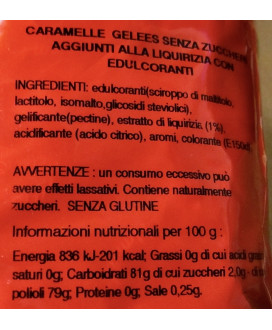 CARAMELLE GELEES SENZA ZUCCHERI
AGGIUNTI ALLA LIQUIRIZIA CON
EDULCORANTI
INGREDIENTI: edulcoranti(sciroppo di maltitolo,
lactitolo, isomalto,glicosidi steviolici),
gelificante(pectine), estratto di liquirizia (1%),
acidificante (acido citrico), aromi, colorante (E150d).
AVVERTENZE : un consumo eccessivo può
avere effetti lassativi. Contiene naturalmente
zuccheri. SENZA GLUTINE
Informazioni nutrizionali per 100 g :
Energia 836 kJ-201 kcal; Grassi 0g di cui acidi grassi
saturi 0g; Carboidrati 81g di cui zuccheri 2,0g
polioli 79g; Proteine 0g; Sale 0,25g.